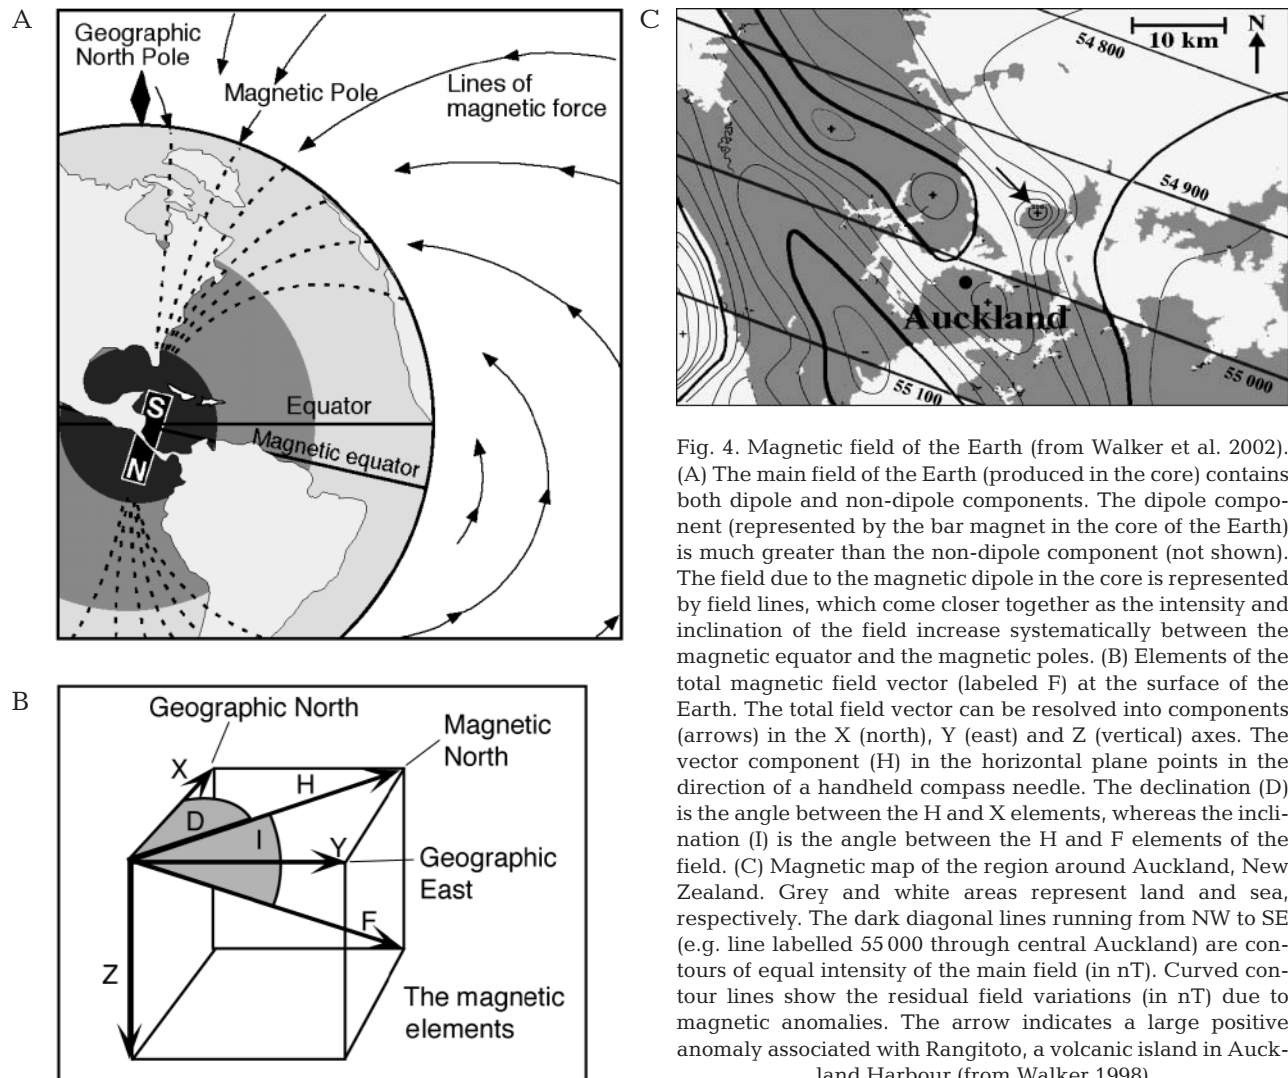 A
Geographic
North Pole
Magnetic Pole
Lines of
magnetic force
Equator
Magnetic equator
S
N
B
Geographic North
Magnetic
North
X
H
D
I
Y
Geographic
East
F
Z
The magnetic
elements
C
10 km
N
54 800
54 900
Auckland
55 000
55 100
Fig. 4. Magnetic field of the Earth (from Walker et al. 2002).
(A) The main field of the Earth (produced in the core) contains
both dipole and non-dipole components. The dipole compo-
nent (represented by the bar magnet in the core of the Earth)
is much greater than the non-dipole component (not shown).
The field due to the magnetic dipole in the core is represented
by field lines, which come closer together as the intensity and
inclination of the field increase systematically between the
magnetic equator and the magnetic poles. (B) Elements of the
total magnetic field vector (labeled F) at the surface of the
Earth. The total field vector can be resolved into components
(arrows) in the X (north), Y (east) and Z (vertical) axes. The
vector component (H) in the horizontal plane points in the
direction of a handheld compass needle. The declination (D)
is the angle between the H and X elements, whereas the incli-
nation (I) is the angle between the H and F elements of the
field. (C) Magnetic map of the region around Auckland, New
Zealand. Grey and white areas represent land and sea,
respectively. The dark diagonal lines running from NW to SE
(e.g. line labelled 55 000 through central Auckland) are con-
tours of equal intensity of the main field (in nT). Curved con-
tour lines show the residual field variations (in nT) due to
magnetic anomalies. The arrow indicates a large positive
anomaly associated with Rangitoto, a volcanic island in Auck-
land Harbour (from Walker 1998)